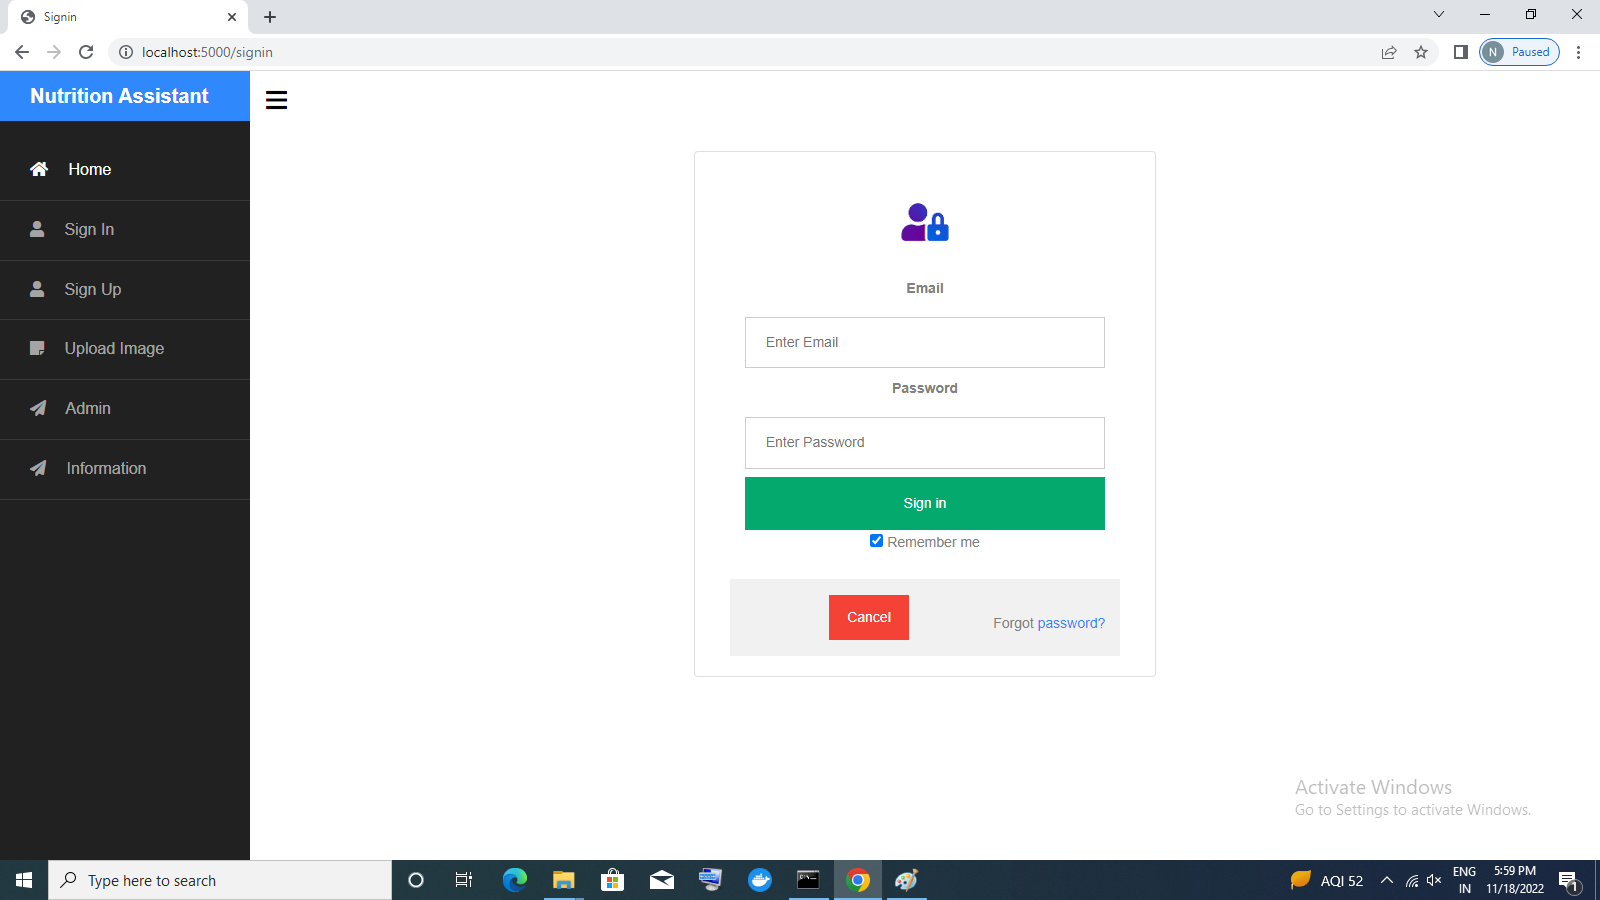 Signin
localhost:5000/signin
N Paused
Nutrition Assistant
Home
Sign In
Sign Up
Upload Image
Admin
Information
Email
Enter Email
Password
Enter Password
Sign in
Remember me
Cancel
Forgot password?
Activate Windows
Go to Settings to activate Windows.
Type here to search
AQI 52
ENG
IN
5:59 PM
11/18/2022
1